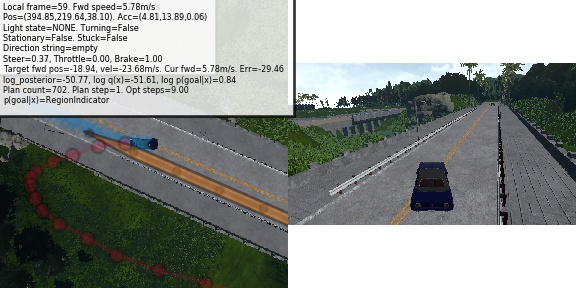 Local frame=59. Fwd speed=5.78m/s
Pos=(394.85,219.64,38.10). Acc=(4.81,13.89,0.06)
Light state=NONE. Turning=False
Stationary=False. Stuck=False
Direction string=empty
Steer=0.37, Throttle=0.00, Brake=1.00
Target fwd pos=-18.94, vel=-23.68m/s. Cur fwd=5.78m/s. Err=-29.46
log_posterior=-50.77, log q(x)=-51.61, log p(goal|x)=0.84
Plan count=702. Plan step=1. Opt steps=9.00
p(goal|x)=RegionIndicator